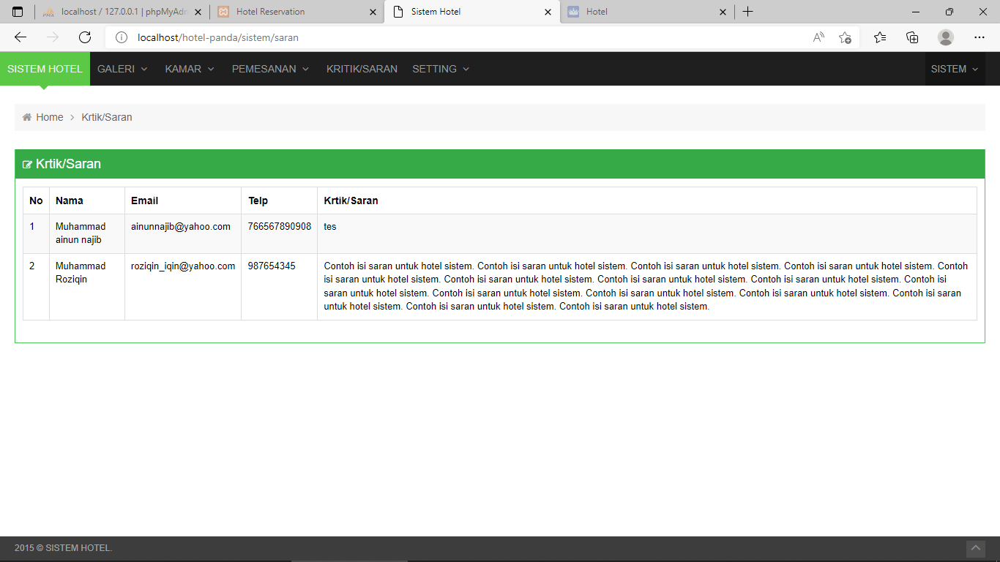 localhost / 127.0.0.1 | phpMyAdn
Hotel Reservation
Sistem Hotel
Hotel
localhost/hotel-panda/sistem/saran
SISTEM HOTEL GALERI KAMAR PEMESANAN KRITIK/SARAN SETTING SISTEM
Home > Krtik/Saran
Krtik/Saran
No Nama Email Telp Krtik/Saran
1 Muhammad ainunnajib@yahoo.com 766567890908 tes
ainun najib
2 Muhammad roziqin_iqin@yahoo.com 987654345 Contoh isi saran untuk hotel sistem. Contoh isi saran untuk hotel sistem. Contoh isi saran untuk hotel sistem. Contoh isi saran untuk hotel sistem. Contoh
Roziqin isi saran untuk hotel sistem. Contoh isi saran untuk hotel sistem. Contoh isi saran untuk hotel sistem. Contoh isi saran untuk hotel sistem. Contoh isi
saran untuk hotel sistem. Contoh isi saran untuk hotel sistem. Contoh isi saran untuk hotel sistem. Contoh isi saran untuk hotel sistem. Contoh isi saran
untuk hotel sistem. Contoh isi saran untuk hotel sistem. Contoh isi saran untuk hotel sistem.
2015 © SISTEM HOTEL.